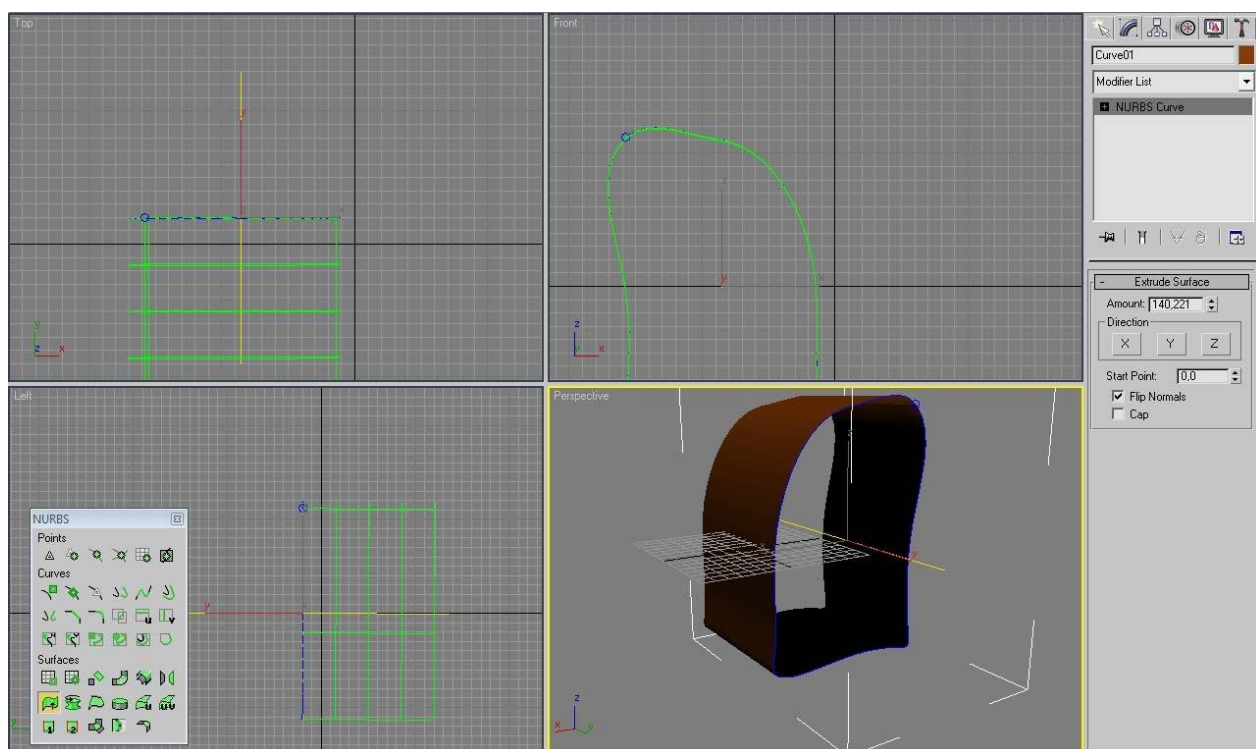 Top
Front
Left
Perspective
Curve01
Modifier List
NURBS Curve
Extrude Surface
Amount: 140,221
Direction
X Y Z
Start Point: 0,0
Flip Normals
Cap
NURBS
Points
Curves
Surfaces